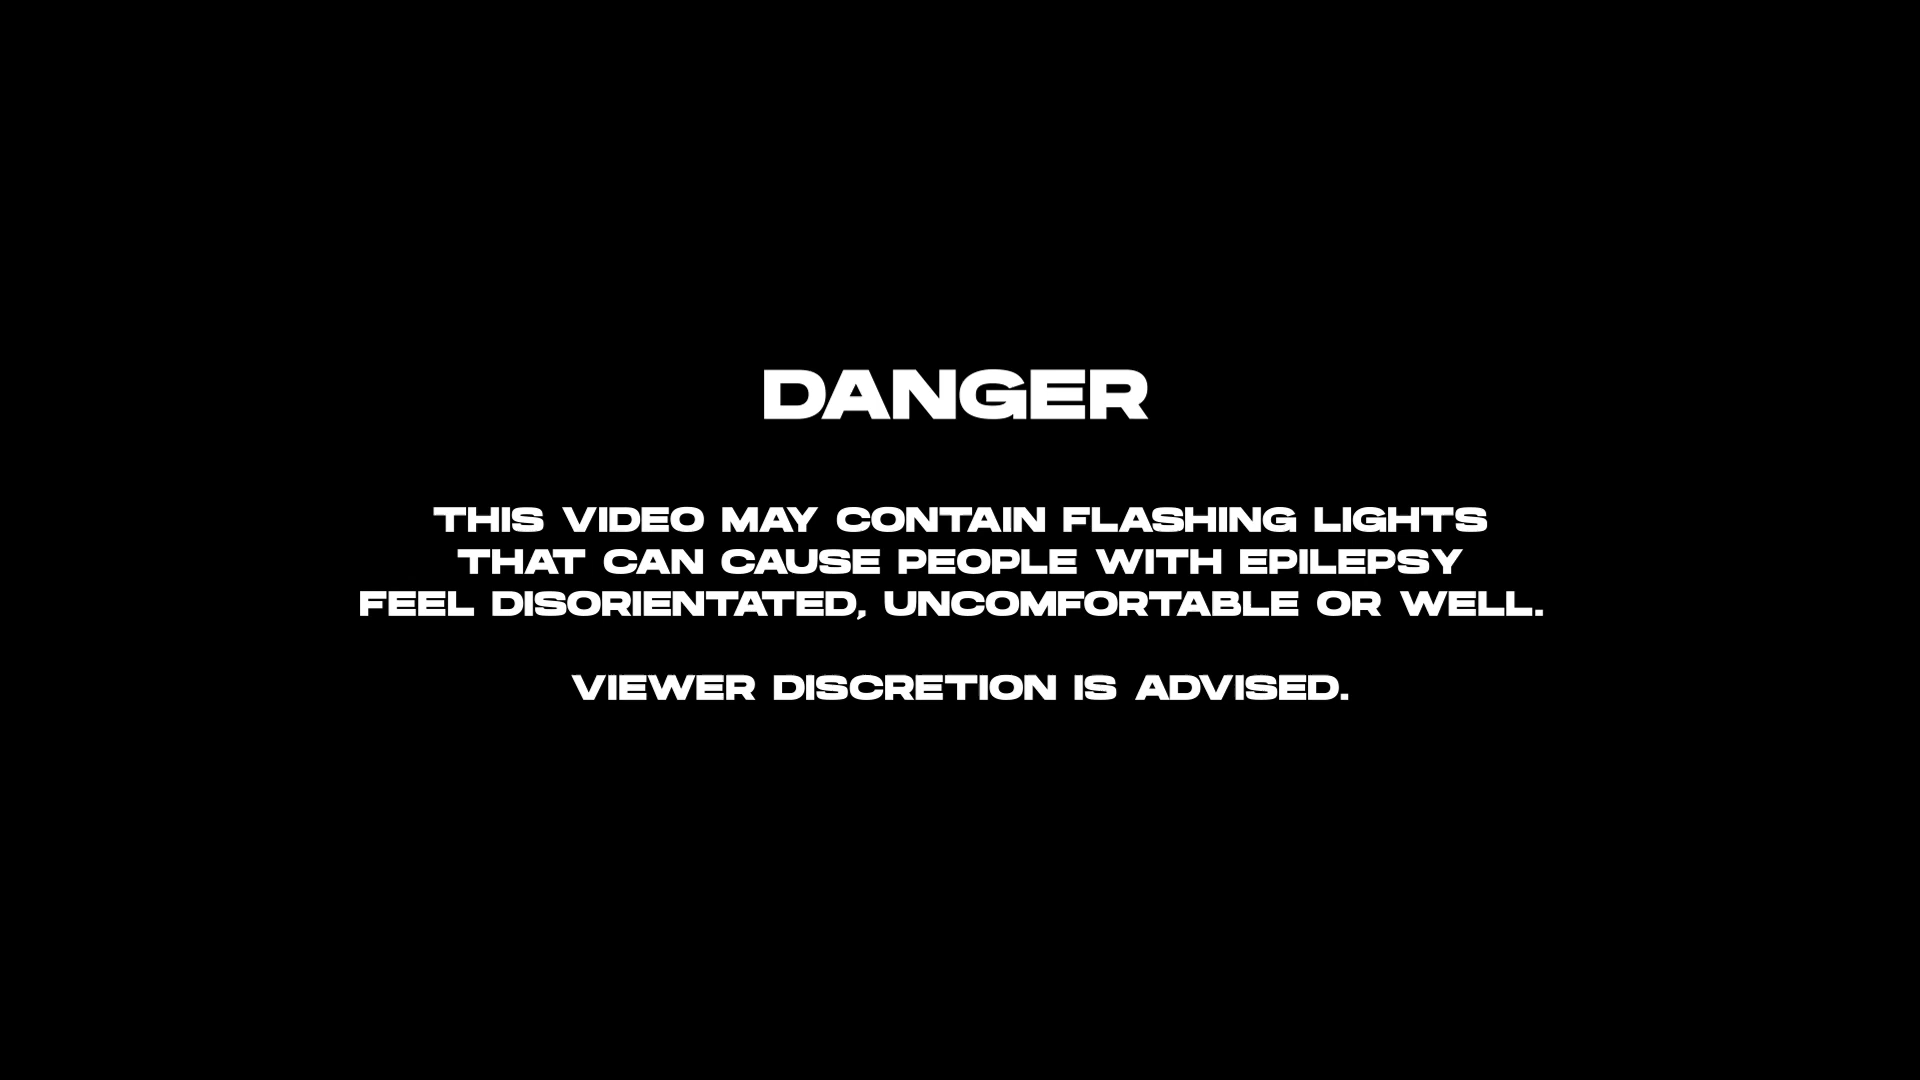 DANGER
THIS VIDEO MAY CONTAIN FLASHING LIGHTS
THAT CAN CAUSE PEOPLE WITH EPILEPSY
FEEL DISORIENTATED, UNCOMFORTABLE OR WELL.
VIEWER DISCRETION IS ADVISED.